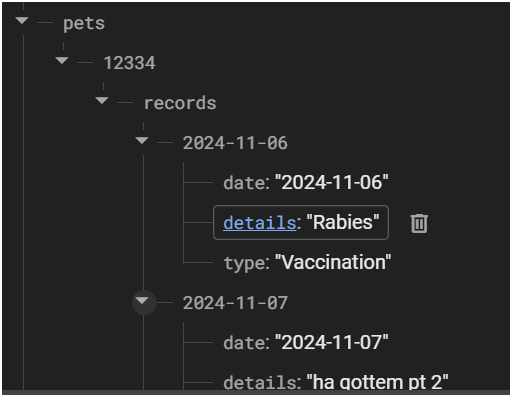 pets
12334
records
2024-11-06
date: "2024-11-06"
details: "Rabies"
type: "Vaccination"
2024-11-07
date: "2024-11-07"
details: "ha gottem pt 2"